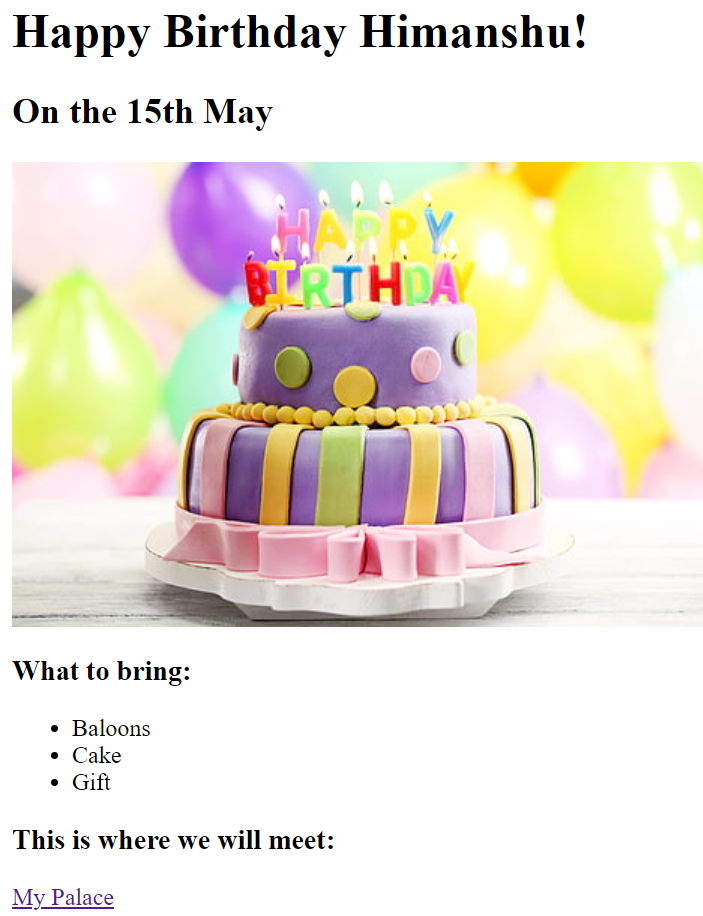 Happy Birthday Himanshu!
On the 15th May
HAPPY
BIRTHDAY
What to bring:
Baloons
Cake
Gift
This is where we will meet:
My Palace